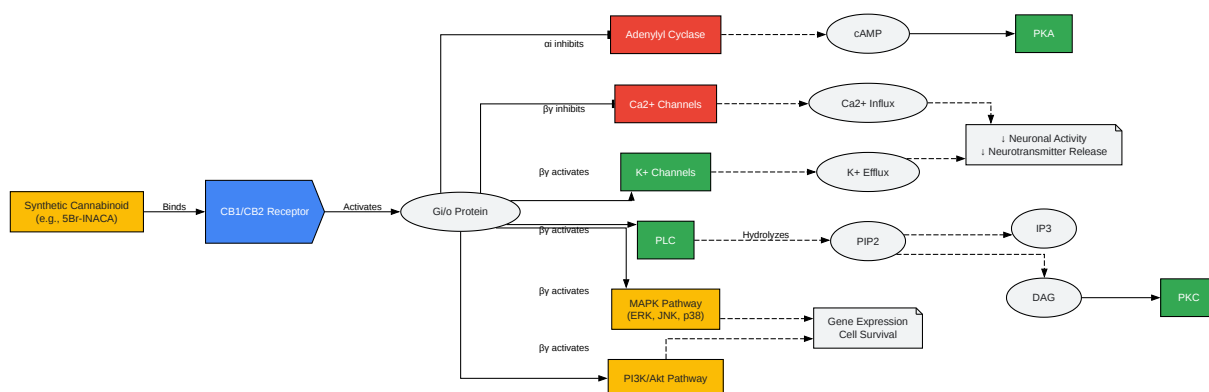 Adenylyl Cyclase
cAMP
PKA
αi inhibits
Ca2+ Channels
Ca2+ Influx
βγ inhibits
↓ Neuronal Activity
↓ Neurotransmitter Release
K+ Channels
K+ Efflux
βγ activates
Synthetic Cannabinoid
(e.g., 5Br-INACA)
Binds
CB1/CB2 Receptor
Activates
Gi/o Protein
βγ activates
PLC
Hydrolyzes
PIP2
IP3
DAG
PKC
βγ activates
MAPK Pathway
(ERK, JNK, p38)
Gene Expression
Cell Survival
βγ activates
PI3K/Akt Pathway